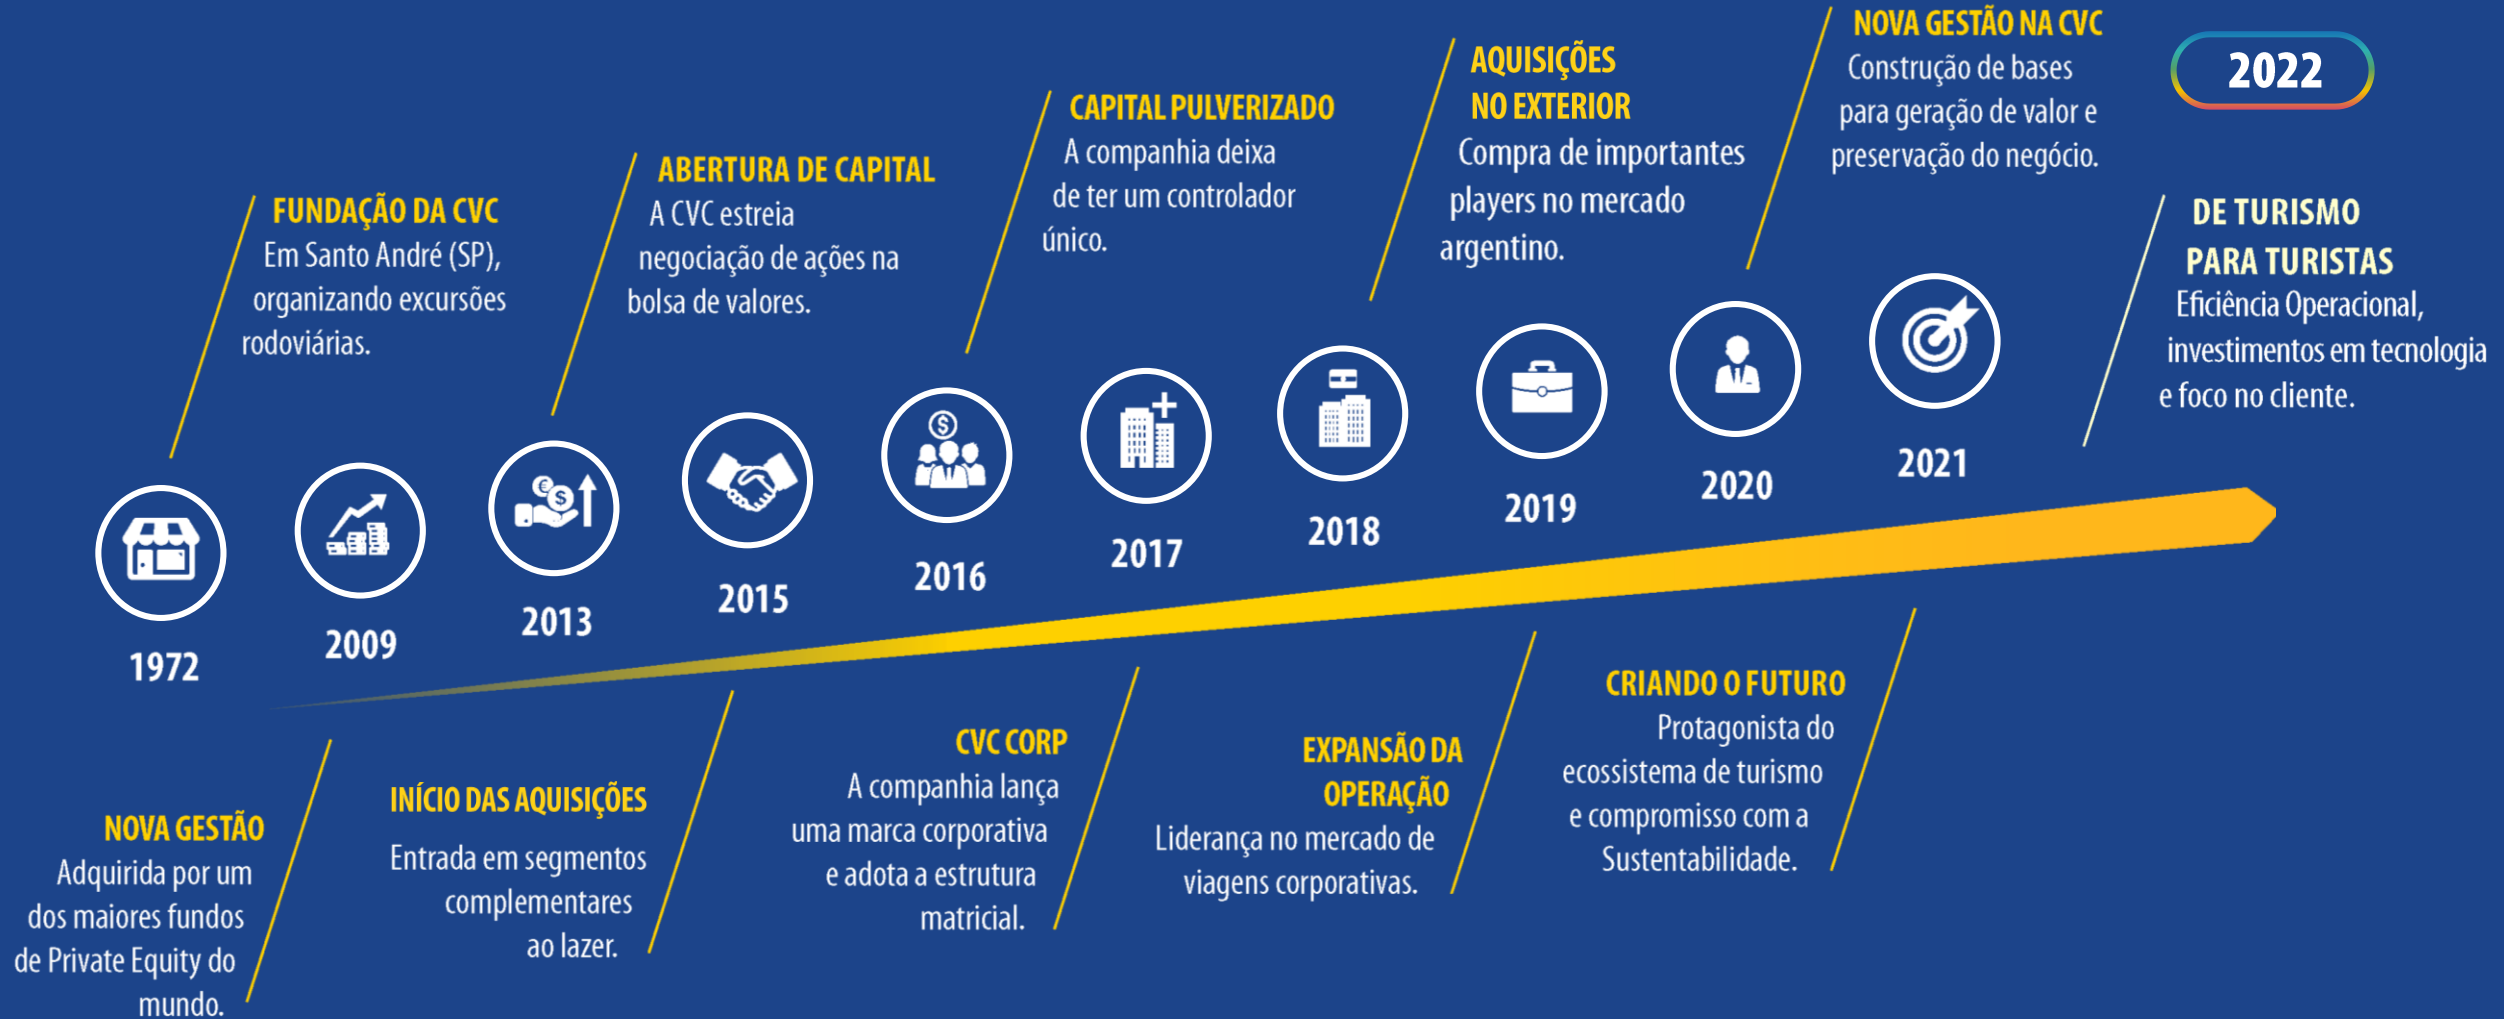 1972
FUNDAÇÃO DA CVC
Em Santo André (SP),
organizando excursões
rodoviárias.
2009
NOVA GESTÃO
Adquirida por um
dos maiores fundos
de Private Equity do
mundo.
2013
ABERTURA DE CAPITAL
A CVC estreia
negociação de ações na
bolsa de valores.
2015
INÍCIO DAS AQUISIÇÕES
Entrada em segmentos
complementares
ao lazer.
2016
CAPITAL PULVERIZADO
A companhia deixa
de ter um controlador
único.
2017
CVC CORP
A companhia lança
uma marca corporativa
e adota a estrutura
matricial.
2018
AQUISIÇÕES
NO EXTERIOR
Compra de importantes
players no mercado
argentino.
2019
EXPANSÃO DA
OPERAÇÃO
Liderança no mercado de
viagens corporativas.
2020
NOVA GESTÃO NA CVC
Construção de bases
para geração de valor e
preservação do negócio.
2021
CRIANDO O FUTURO
Protagonista do
ecossistema de turismo
e compromisso com a
Sustentabilidade.
2022
DE TURISMO
PARA TURISTAS
Eficiência Operacional,
investimentos em tecnologia
e foco no cliente.